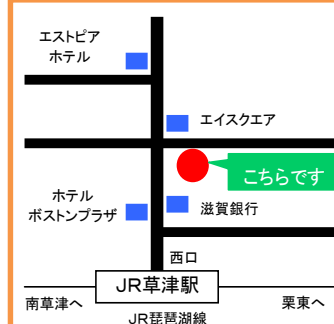 エストピア
ホテル
エイスクエア
こちらです
ホテル
ボストンプラザ
滋賀銀行
西口
JR草津駅
南草津へ
栗東へ
JR琵琶湖線